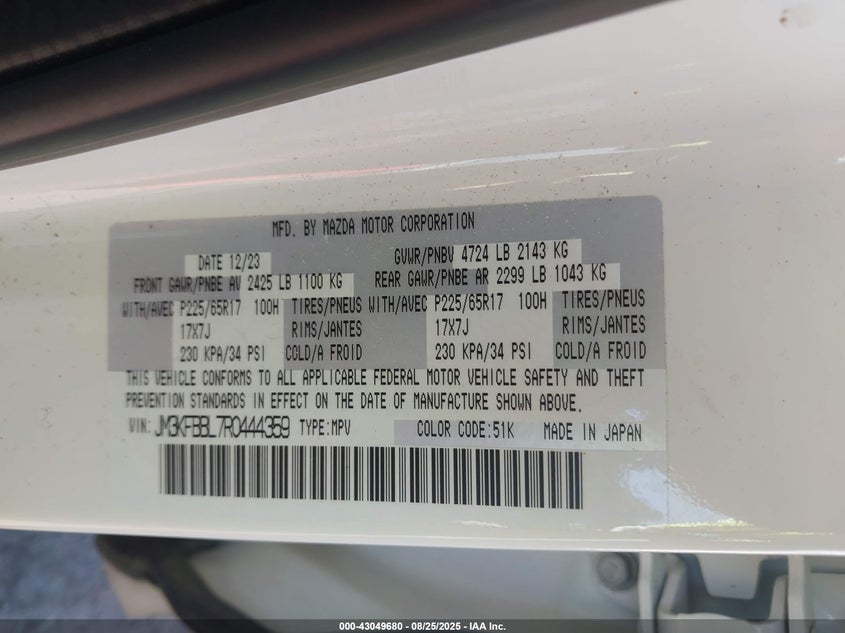 MFD. BY MAZDA MOTOR CORPORATION
DATE 12/23 GVWR/PNBV 4724 LB 2143 KG
FRONT GAWR/PNBE AV 2425 LB 1100 KG REAR GAWR/PNBE AR 2299 LB 1043 KG
WITH/AVEC P225/65R17 100H TIRES/PNEUS WITH/AVEC P225/65R17 100H TIRES/PNEUS
17X7J RIMS/JANTES 17X7J RIMS/JANTES
230 KPA/34 PSI COLD/A FROID 230 KPA/34 PSI COLD/A FROID
THIS VEHICLE CONFORMS TO ALL APPLICABLE FEDERAL MOTOR VEHICLE SAFETY AND THEFT
PREVENTION STANDARDS IN EFFECT ON THE DATE OF MANUFACTURE SHOWN ABOVE.
VIN: JM3KFBBL7R0444359 TYPE:MPV COLOR CODE:51K MADE IN JAPAN
000-43049680 - 08/25/2025 - IAA Inc.